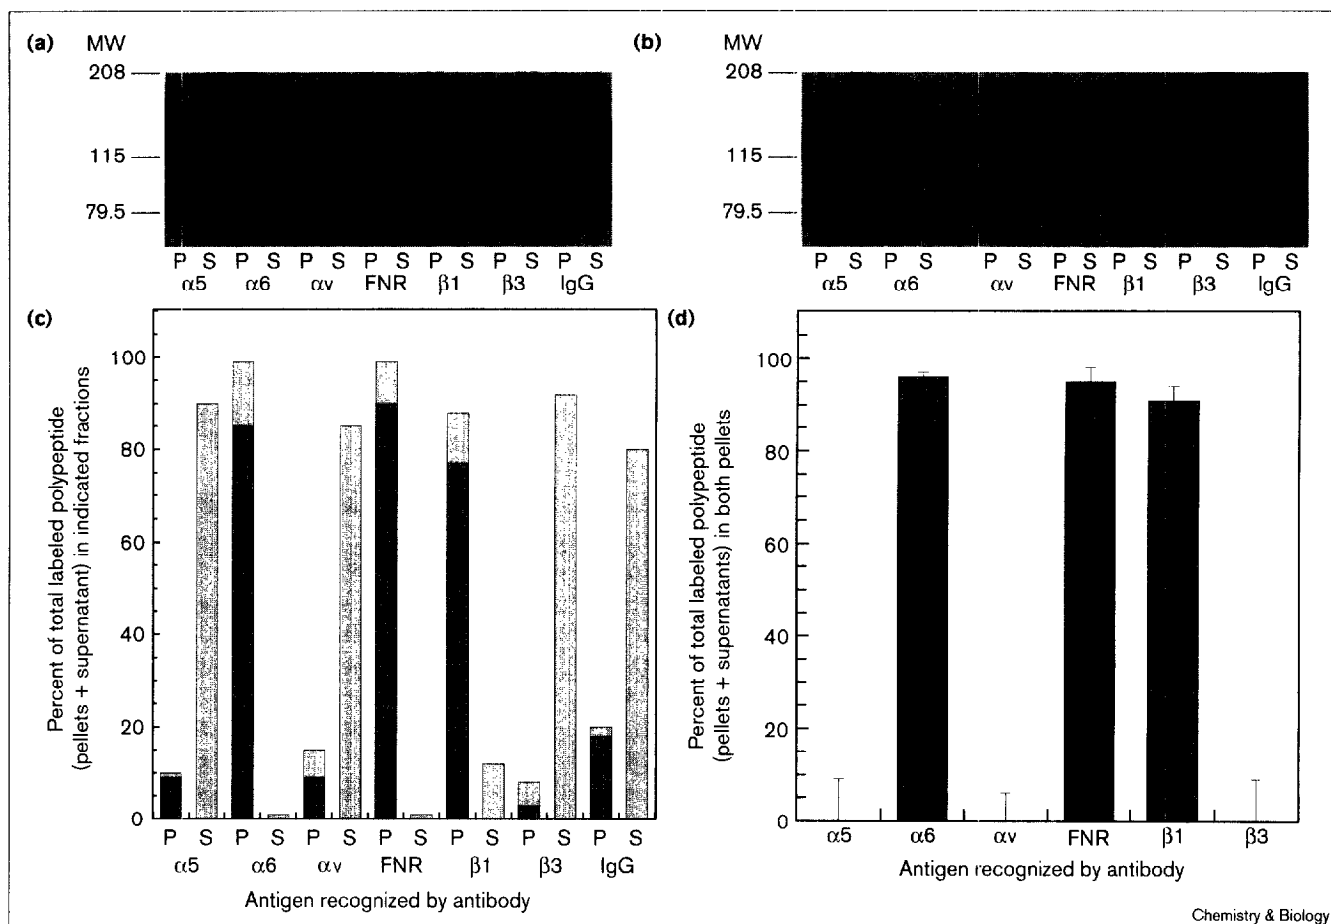 (a) MW
208
115
79.5
P S P S P S P S P S P S P S
α5 α6 αv FNR β1 β3 IgG
(b) MW
208
115
79.5
P S P S P S P S P S P S P S
α5 α6 αv FNR β1 β3 IgG
(c)
Percent of total labeled polypeptide
(pellets + supernatant) in indicated fractions
100
80
60
40
20
0
P S P S P S P S P S P S P S
α5 α6 αv FNR β1 β3 IgG
Antigen recognized by antibody
(d)
Percent of total labeled polypeptide
(pellets + supernatants) in both pellets
100
80
60
40
20
0
α5 α6 αv FNR β1 β3
Antigen recognized by antibody
Chemistry & Biology